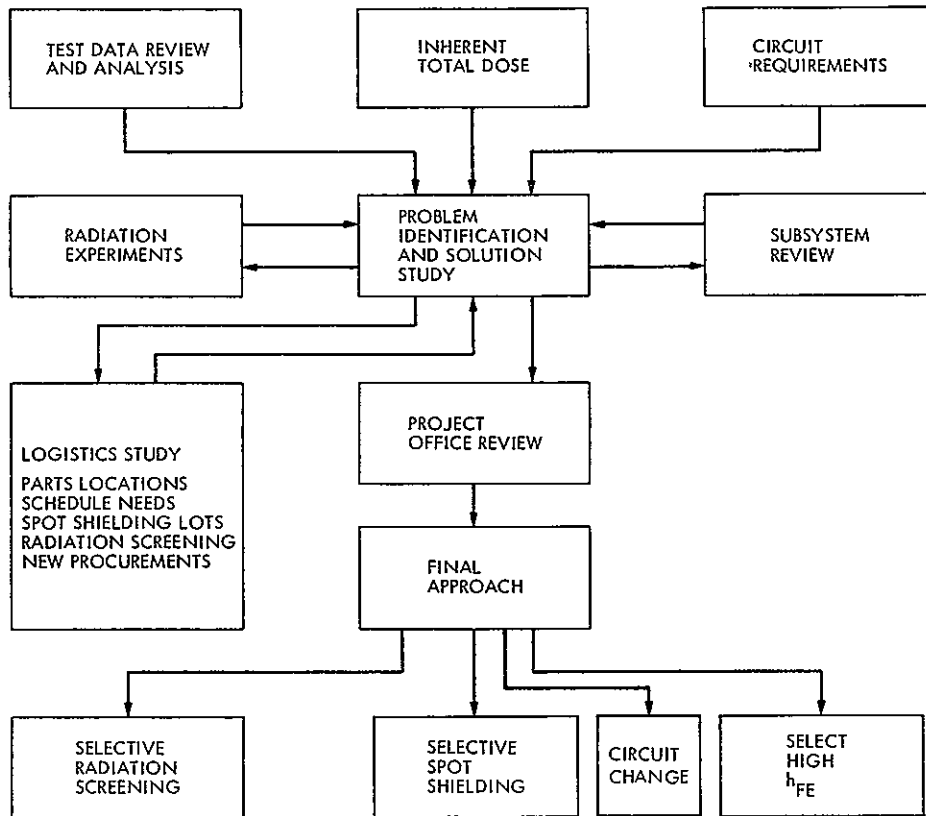 TEST DATA REVIEW
AND ANALYSIS
INHERENT
TOTAL DOSE
CIRCUIT
REQUIREMENTS
RADIATION
EXPERIMENTS
PROBLEM
IDENTIFICATION
AND SOLUTION
STUDY
SUBSYSTEM
REVIEW
LOGISTICS STUDY
PARTS LOCATIONS
SCHEDULE NEEDS
SPOT SHIELDING LOTS
RADIATION SCREENING
NEW PROCUREMENTS
PROJECT
OFFICE REVIEW
FINAL
APPROACH
SELECTIVE
RADIATION
SCREENING
SELECTIVE
SPOT
SHIELDING
CIRCUIT
CHANGE
SELECT
HIGH
hFE